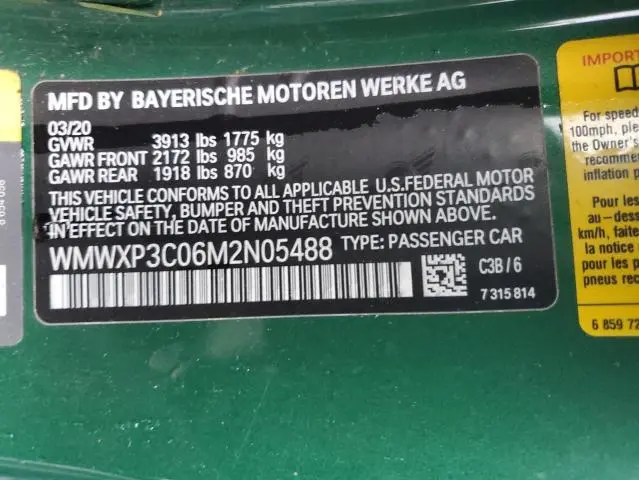 MFD BY BAYERISCHE MOTOREN WERKE AG
03/20
GVWR 3913 lbs 1775 kg
GAWR FRONT 2172 lbs 985 kg
GAWR REAR 1918 lbs 870 kg
THIS VEHICLE CONFORMS TO ALL APPLICABLE U.S.FEDERAL MOTOR
VEHICLE SAFETY, BUMPER AND THEFT PREVENTION STANDARDS
IN EFFECT ON THE DATE OF MANUFACTURE SHOWN ABOVE.
WMWXP3C06M2N05488 TYPE: PASSENGER CAR
C3B / 6
7 315 814
IMPORT
For speeds
100mph, ple
the Owner's
recommen
inflation p
Pour les
au-dess
km/h, faite
la notice
pour les p
pneus rec
6 859 72